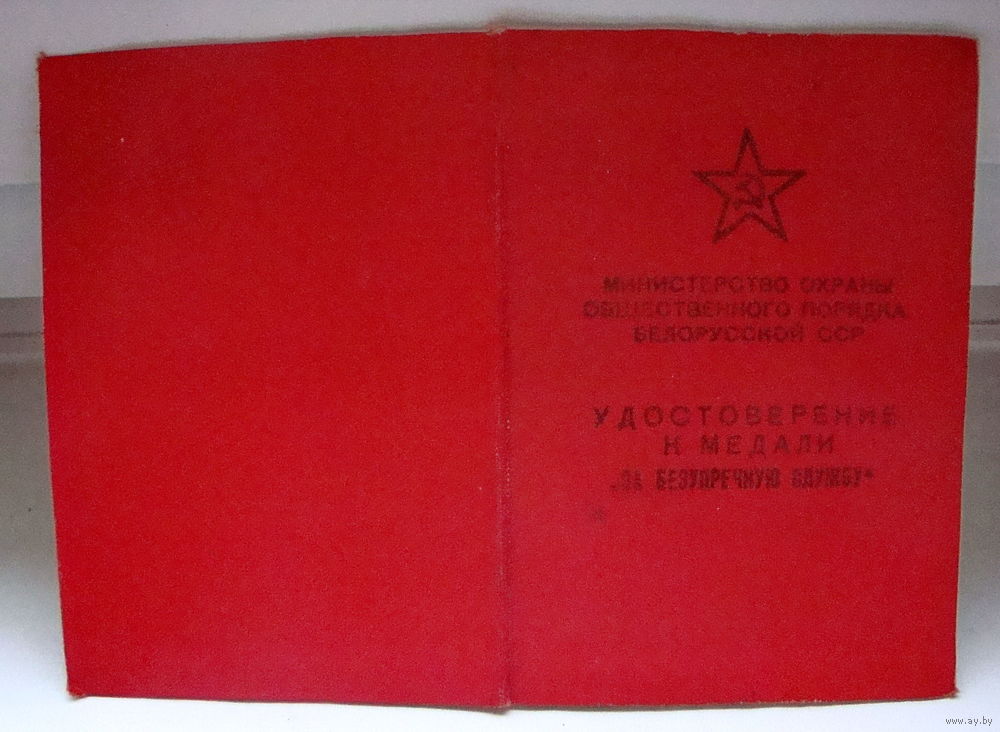 МИНИСТЕРСТВО ОХРАНЫ
ОБЩЕСТВЕННОГО ПОРЯДКА
БЕЛОРУССКОЙ ССР
УДОСТОВЕРЕНИЕ
К МЕДАЛИ
„ЗА БЕЗУПРЕЧНУЮ СЛУЖБУ“
www.ay.by